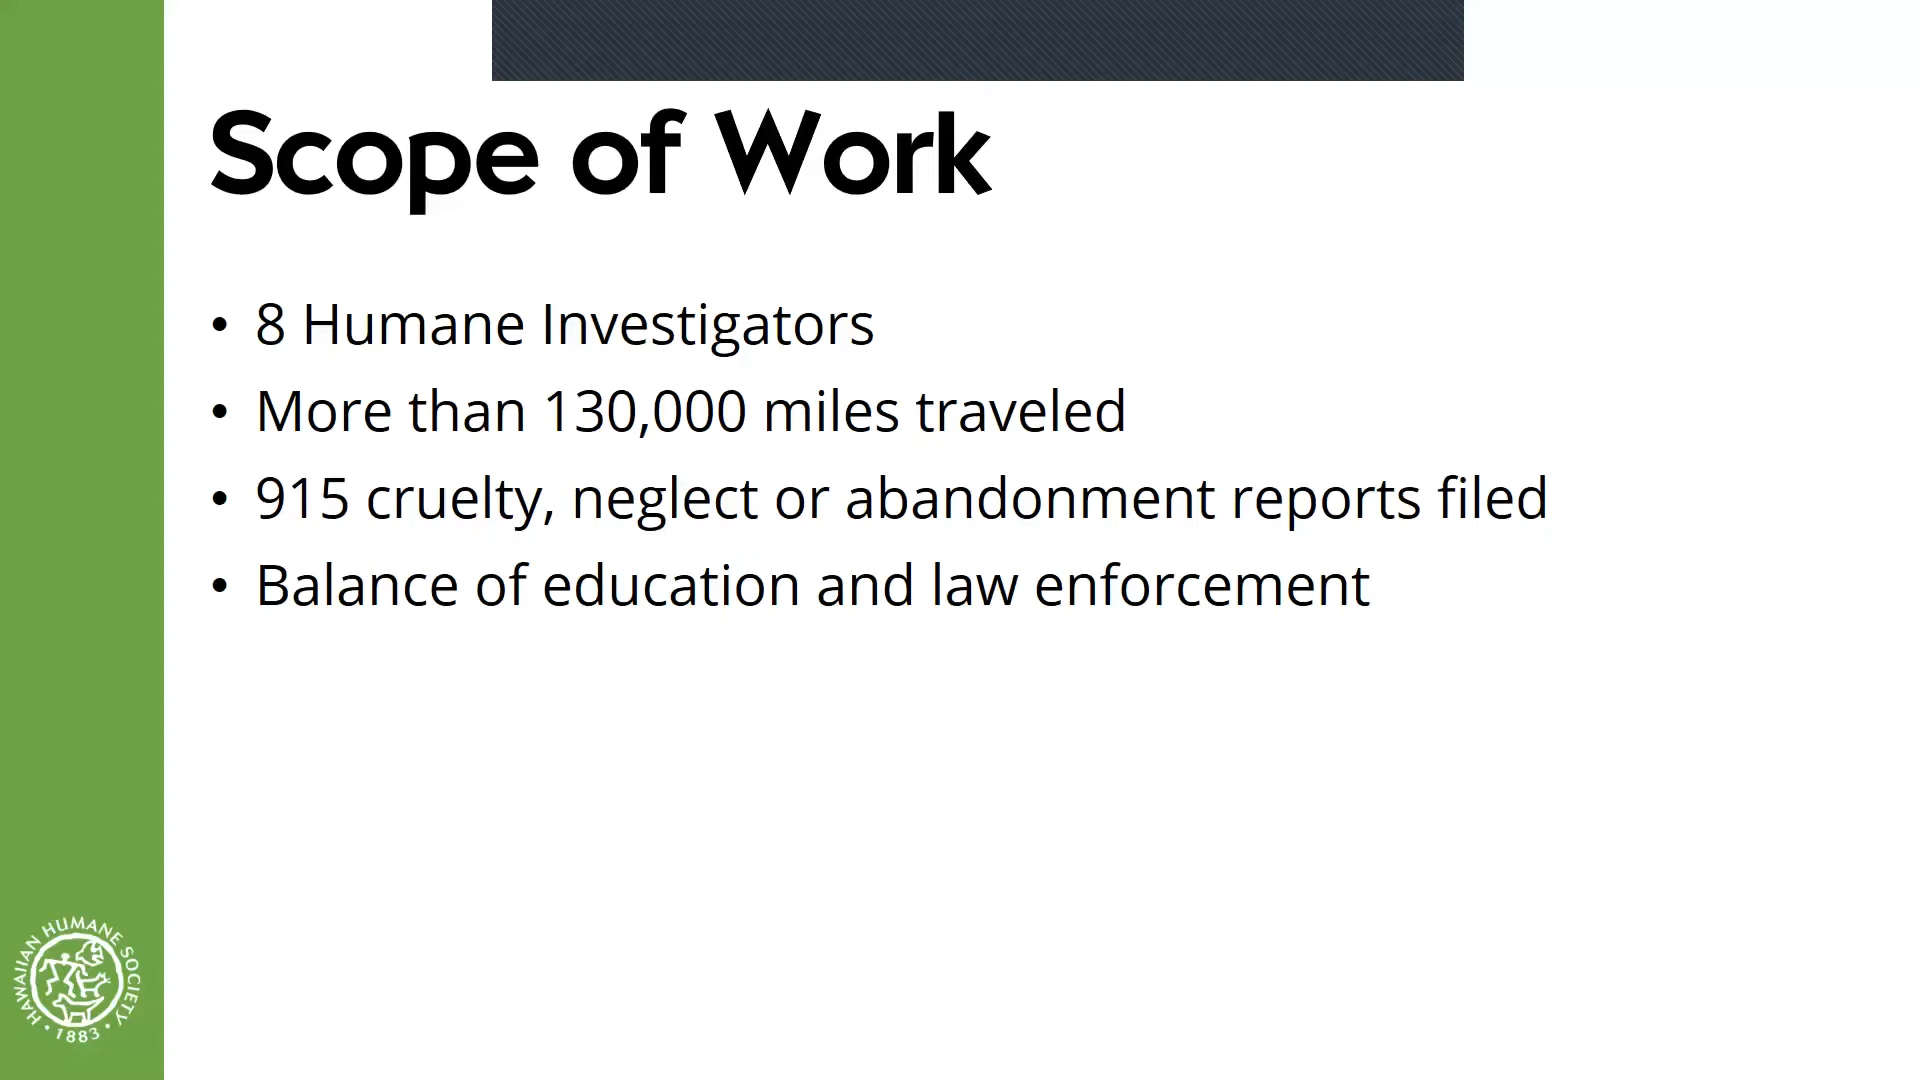 Scope of Work
• 8 Humane Investigators
• More than 130,000 miles traveled
• 915 cruelty, neglect or abandonment reports filed
• Balance of education and law enforcement
HAWAIIAN HUMANE SOCIETY
• 1883 •